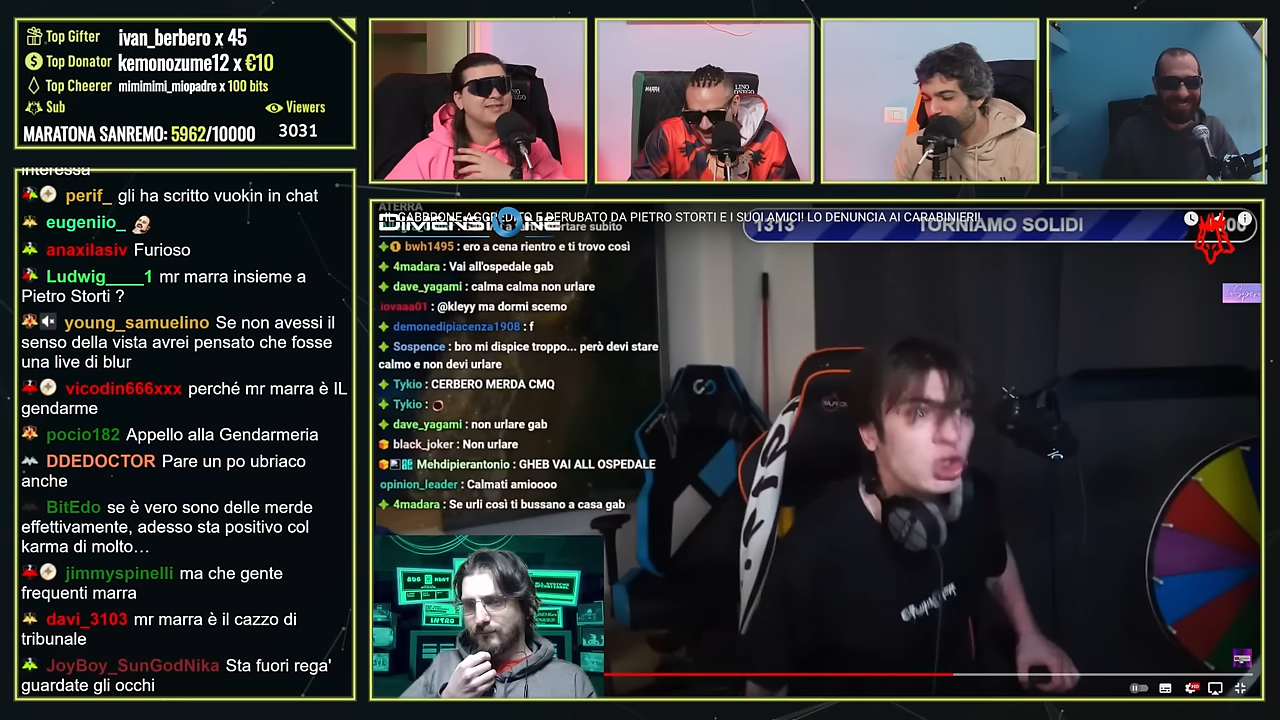 Top Gifter ivan_berbero x 45
Top Donator kemonozume12 x €10
Top Cheerer mimimimi_miopadre x 100 bits
Sub Viewers
MARATONA SANREMO: 5962/10000 3031
interessa
perif_ gli ha scritto vuokin in chat
eugeniio_
anaxilasiv Furioso
Ludwig____1 mr marra insieme a
Pietro Storti ?
young_samuelino Se non avessi il
senso della vista avrei pensato che fosse
una live di blur
vicodin666xxx perché mr marra è IL
gendarme
pocio182 Appello alla Gendarmeria
DDEDOCTOR Pare un po ubriaco
anche
BitEdo se è vero sono delle merde
effettivamente, adesso sta positivo col
karma di molto…
jimmyspinelli ma che gente
frequenti marra
davi_3103 mr marra è il cazzo di
tribunale
JoyBoy_SunGodNika Sta fuori rega'
guardate gli occhi
ATERRA
IL GABBRONE AGGREDITO E DERUBATO DA PIETRO STORTI E I SUOI AMICI! LO DENUNCIA AI CARABINIERI!
1313 TORNIAMO SOLIDI
bwh1495 : ero a cena rientro e ti trovo così
4madara : Vai all'ospedale gab
dave_yagami : calma calma non urlare
iovaaa01 : @kleyy ma dormi scemo
demonedipiacenza1908 : f
Sospence : bro mi dispice troppo... però devi stare
calmo e non devi urlare
Tykio : CERBERO MERDA CMQ
Tykio :
dave_yagami : non urlare gab
black_joker : Non urlare
Mehdipierantonio : GHEB VAI ALL OSPEDALE
opinion_leader : Calmati amioooo
4madara : Se urli così ti bussano a casa gab
INTRO